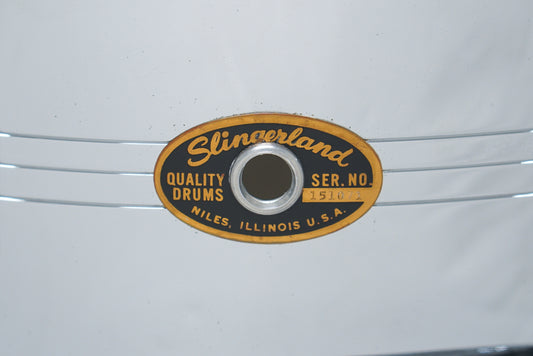 Slingerland
QUALITY DRUMS
SER. NO.
NILES, ILLINOIS U.S.A.